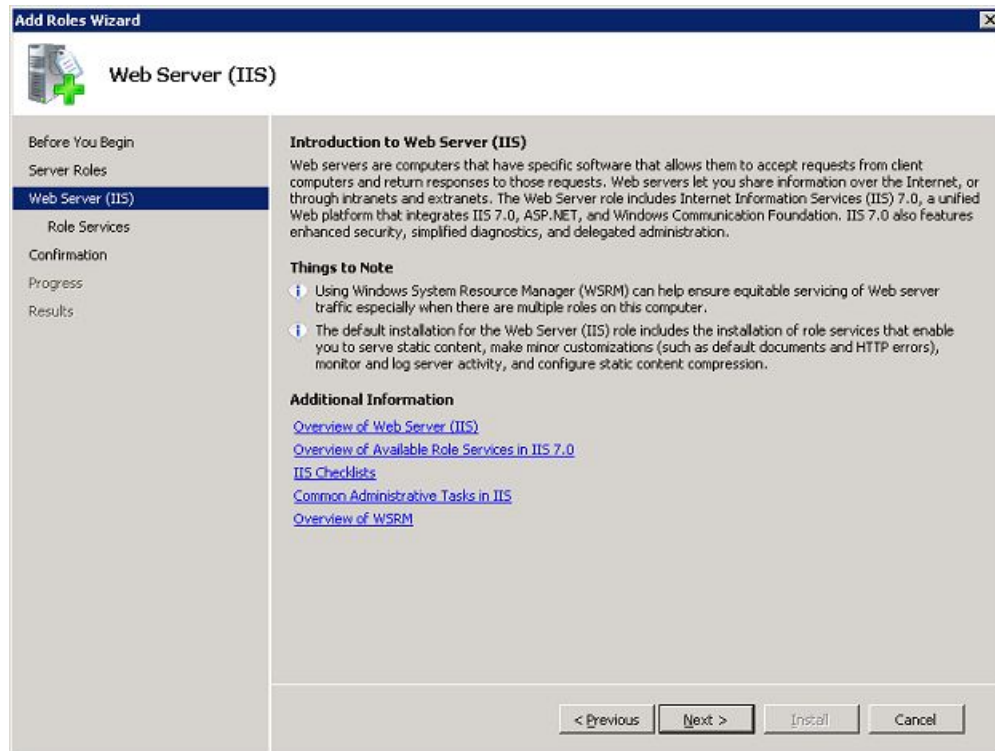 Add Roles Wizard
Web Server (IIS)
Before You Begin
Server Roles
Web Server (IIS)
Role Services
Confirmation
Progress
Results
Introduction to Web Server (IIS)
Web servers are computers that have specific software that allows them to accept requests from client
computers and return responses to those requests. Web servers let you share information over the Internet, or
through intranets and extranets. The Web Server role includes Internet Information Services (IIS) 7.0, a unified
Web platform that integrates IIS 7.0, ASP.NET, and Windows Communication Foundation. IIS 7.0 also features
enhanced security, simplified diagnostics, and delegated administration.
Things to Note
Using Windows System Resource Manager (WSRM) can help ensure equitable servicing of Web server
traffic especially when there are multiple roles on this computer.
The default installation for the Web Server (IIS) role includes the installation of role services that enable
you to serve static content, make minor customizations (such as default documents and HTTP errors),
monitor and log server activity, and configure static content compression.
Additional Information
Overview of Web Server (IIS)
Overview of Available Role Services in IIS 7.0
IIS Checklists
Common Administrative Tasks in IIS
Overview of WSRM
< Previous
Next >
Install
Cancel